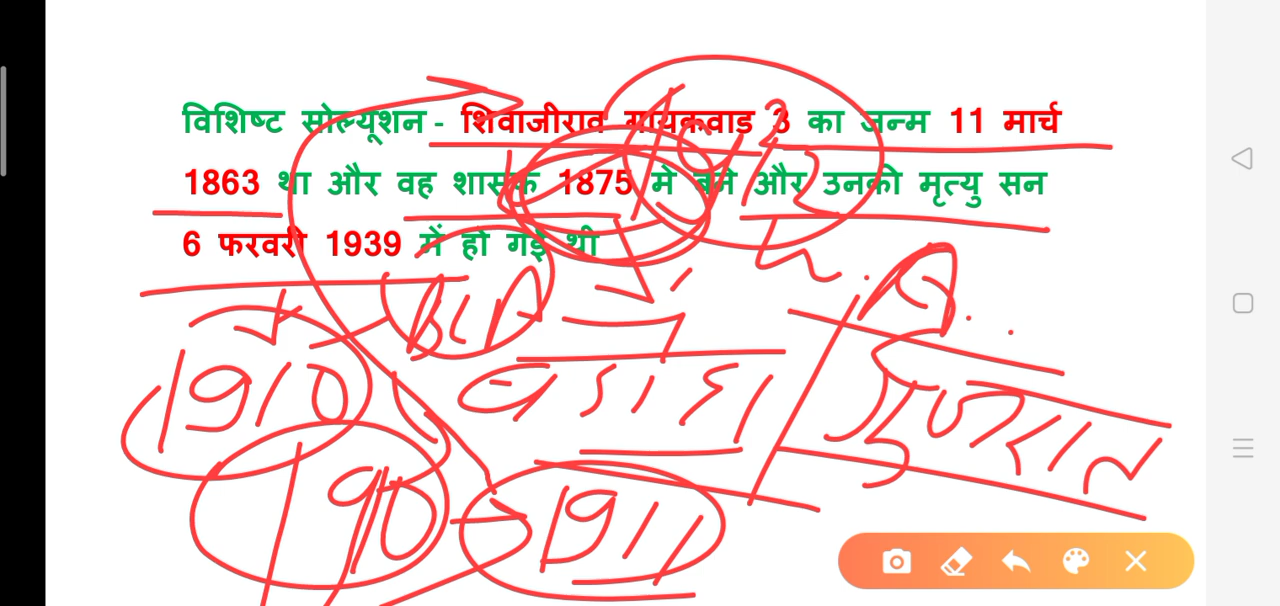 विशिष्ट सोल्यूशन - शिवाजीराव गायकवाड 3 का जन्म 11 मार्च
1863 था और वह शासक 1875 मे बने और उनकी मृत्यु सन
6 फरवरी 1939 में हो गई थी
1912
1910
गुजरात
1911